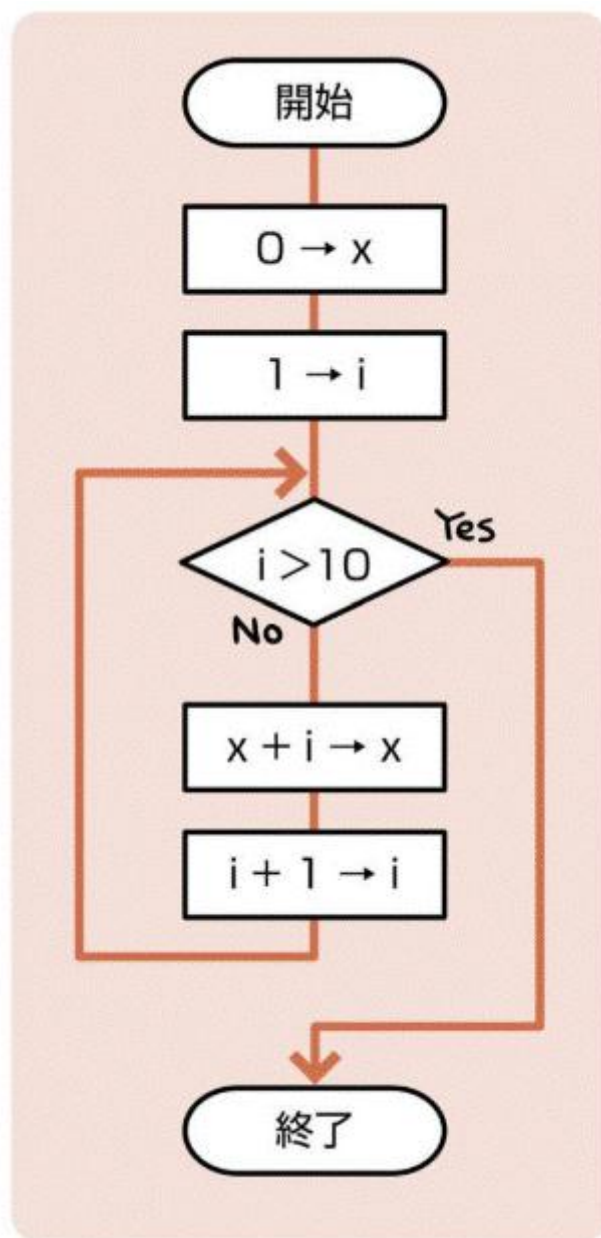 開始
0 → x
1 → i
i >10
Yes
No
x + i → x
i + 1 → i
終了